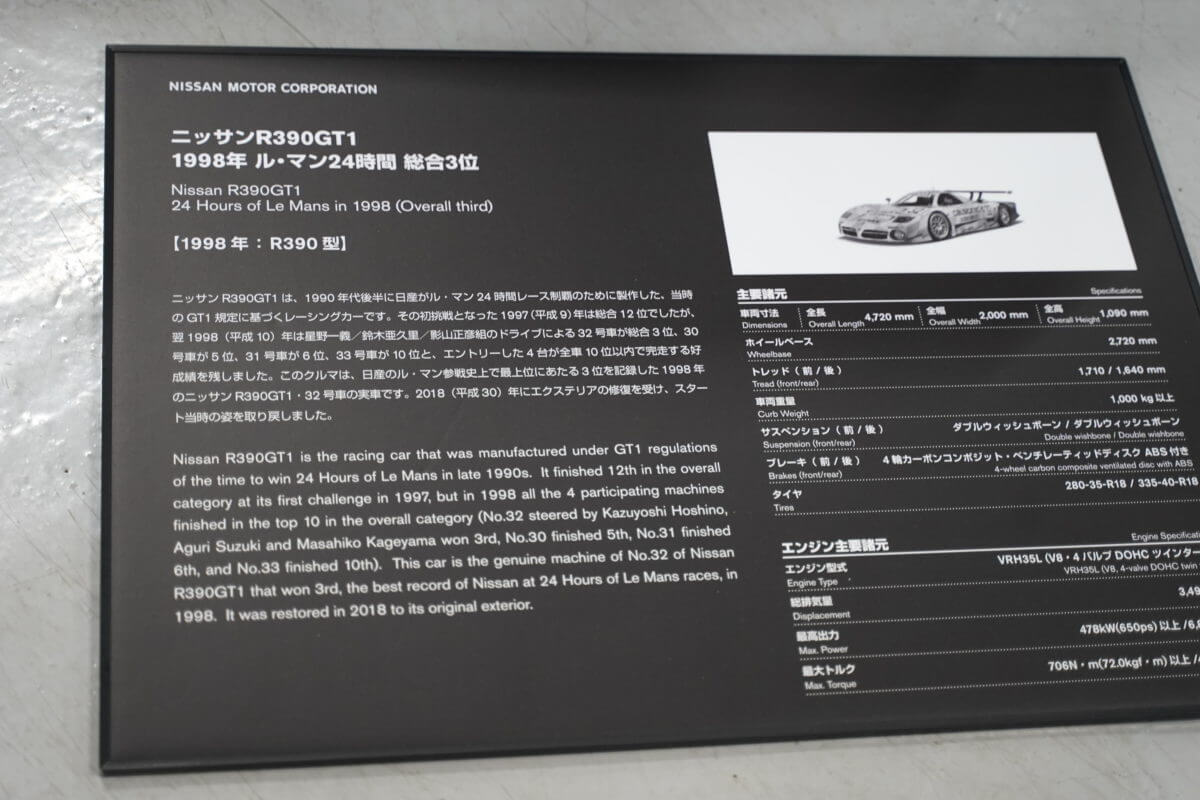 NISSAN MOTOR CORPORATION
ニッサンR390GT1
1998年 ル・マン24時間 総合3位
Nissan R390GT1
24 Hours of Le Mans in 1998 (Overall third)
【1998 年 : R390 型】
ニッサン R390GT1 は、1990 年代後半に日産がル・マン 24 時間レース制覇のために製作した、当時
の GT1 規定に基づくレーシングカーです。その初挑戦となった 1997 (平成 9) 年は総合 12 位でしたが、
翌 1998 (平成 10) 年は星野一義/鈴木亜久里/影山正彦組のドライブによる 32 号車が総合 3 位、30
号車が 5 位、31 号車が 6 位、33 号車が 10 位と、エントリーした 4 台が全車 10 位以内で完走する好
成績を残しました。このクルマは、日産のル・マン参戦史上で最上位にあたる 3 位を記録した 1998 年
のニッサン R390GT1・32 号車の実車です。2018 (平成 30) 年にエクステリアの修復を受け、スター
ト当時の姿を取り戻しました。
Nissan R390GT1 is the racing car that was manufactured under GT1 regulations
of the time to win 24 Hours of Le Mans in late 1990s. It finished 12th in the overall
category at its first challenge in 1997, but in 1998 all the 4 participating machines
finished in the top 10 in the overall category (No.32 steered by Kazuyoshi Hoshino,
Aguri Suzuki and Masahiko Kageyama won 3rd, No.30 finished 5th, No.31 finished
6th, and No.33 finished 10th). This car is the genuine machine of No.32 of Nissan
R390GT1 that won 3rd, the best record of Nissan at 24 Hours of Le Mans races, in
1998. It was restored in 2018 to its original exterior.
主要諸元 Specifications
車両寸法 全長 4,720 mm 全幅 2,000 mm 全高 1,090 mm
Dimensions Overall Length Overall Width Overall Height
ホイールベース 2,720 mm
Wheelbase
トレッド ( 前 / 後 ) 1,710 / 1,640 mm
Tread (front/rear)
車両重量 1,000 kg 以上
Curb Weight
サスペンション ( 前 / 後 ) ダブルウィッシュボーン / ダブルウィッシュボーン
Suspension (front/rear) Double wishbone / Double wishbone
ブレーキ ( 前 / 後 ) 4 輪カーボンコンポジット・ベンチレーティッドディスク ABS 付き
Brakes (front/rear) 4-wheel carbon composite ventilated disc with ABS
タイヤ 280-35-R18 / 335-40-R18
Tires
エンジン主要諸元 Engine Specificat
エンジン型式 VRH35L (V8・4 バルブ DOHC ツインター
Engine Type VRH35L (V8, 4-valve DOHC twin
総排気量 3,49
Displacement
最高出力 478kW(650ps) 以上 /6,8
Max. Power
最大トルク 706N・m(72.0kgf・m) 以上 /4
Max. Torque